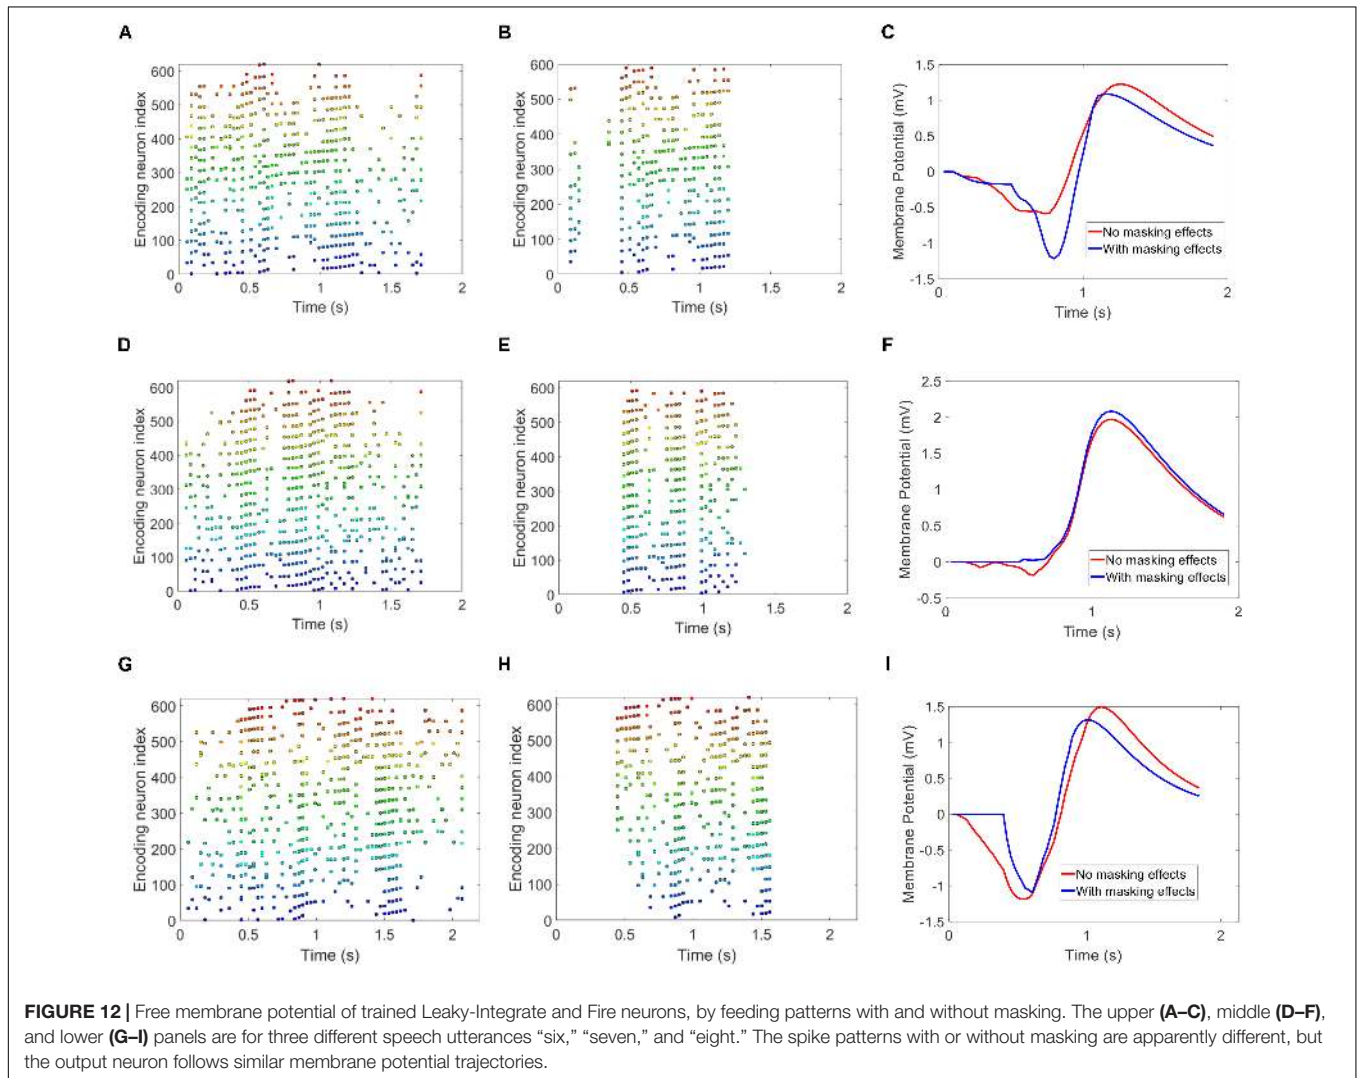 A
600
500
400
300
200
100
0
Encoding neuron index
0 0.5 1 1.5 2
Time (s)
B
600
500
400
300
200
100
0
Encoding neuron index
0 0.5 1 1.5 2
Time (s)
C
1.5
1
0.5
0
-0.5
-1
-1.5
Membrane Potential (mV)
No masking effects
With masking effects
0 1 2
Time (s)
D
600
500
400
300
200
100
0
Encoding neuron index
0 0.5 1 1.5 2
Time (s)
E
600
500
400
300
200
100
0
Encoding neuron index
0 0.5 1 1.5 2
Time (s)
F
2.5
2
1.5
1
0.5
0
-0.5
Membrane Potential (mV)
No masking effects
With masking effects
0 1 2
Time (s)
G
600
500
400
300
200
100
0
Encoding neuron index
0 0.5 1 1.5 2
Time (s)
H
600
500
400
300
200
100
0
Encoding neuron index
0 0.5 1 1.5 2
Time (s)
I
1.5
1
0.5
0
-0.5
-1
-1.5
Membrane Potential (mV)
No masking effects
With masking effects
0 1 2
Time (s)
FIGURE 12 | Free membrane potential of trained Leaky-Integrate and Fire neurons, by feeding patterns with and without masking. The upper (A–C), middle (D–F),
and lower (G–I) panels are for three different speech utterances “six,” “seven,” and “eight.” The spike patterns with or without masking are apparently different, but
the output neuron follows similar membrane potential trajectories.